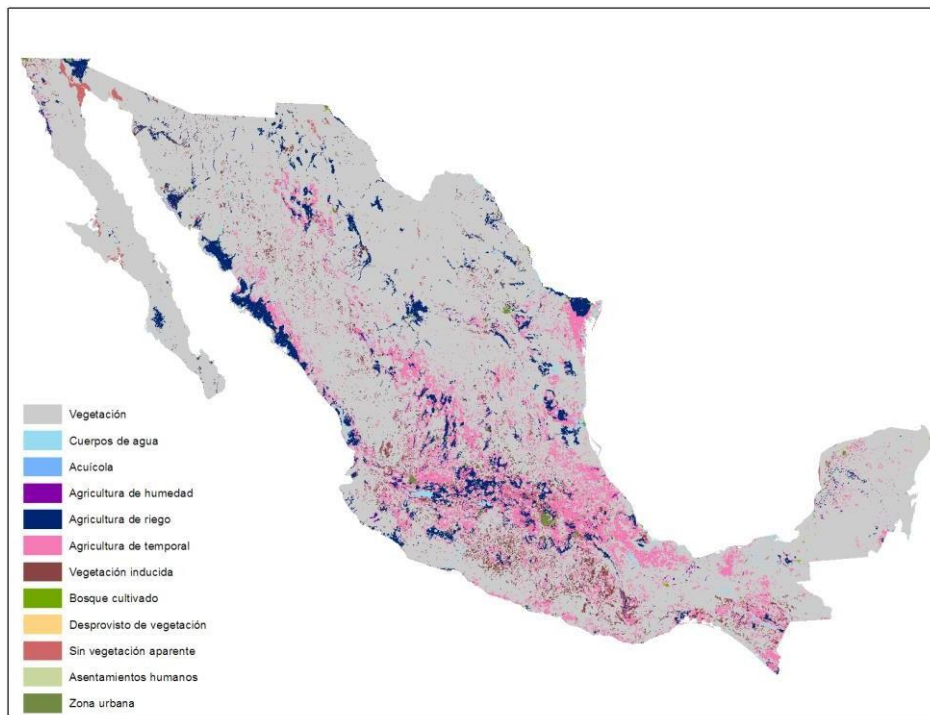 Vegetación
Cuerpos de agua
Acuícola
Agricultura de humedad
Agricultura de riego
Agricultura de temporal
Vegetación inducida
Bosque cultivado
Desprovisto de vegetación
Sin vegetación aparente
Asentamientos humanos
Zona urbana